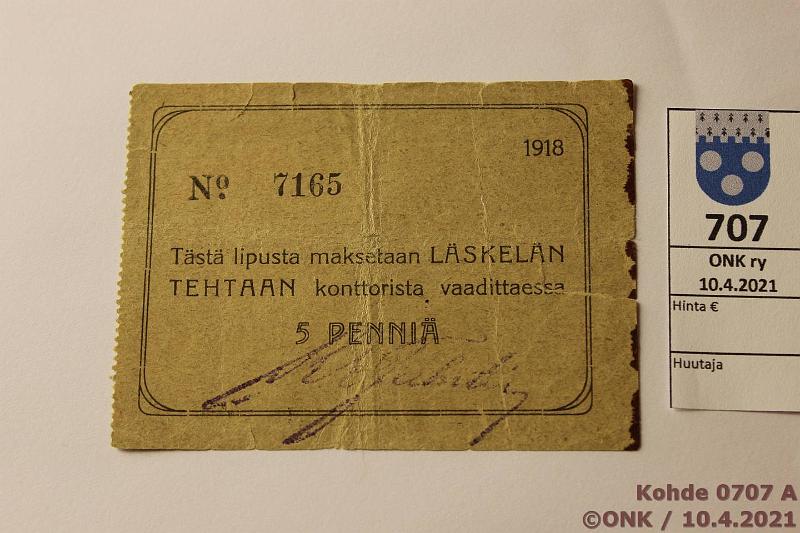 1918
Nº 7165
Tästä lipusta maksetaan LÄSKELÄN
TEHTAAN konttorista vaadittaessa
5 PENNIÄ
707
ONK ry
10.4.2021
Hinta €
Huutaja
Kohde 0707 A
©ONK / 10.4.2021